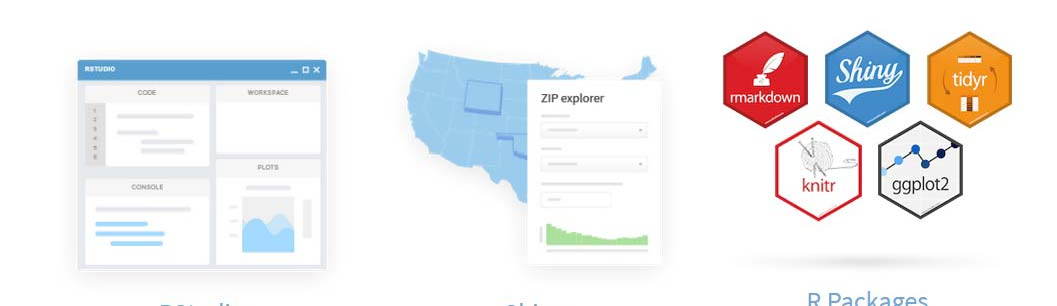 RSTUDIO
CODE
WORKSPACE
1
2
3
4
5
6
PLOTS
CONSOLE
ZIP explorer
rmarkdown
Shiny
tidyr
knitr
ggplot2
R Packages